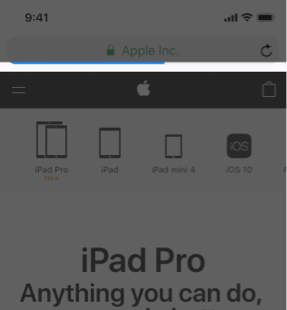 9:41
Apple Inc.
iPad Pro
New
iPad
iPad mini 4
iOS
iOS 10
iPad Pro
Anything you can do,